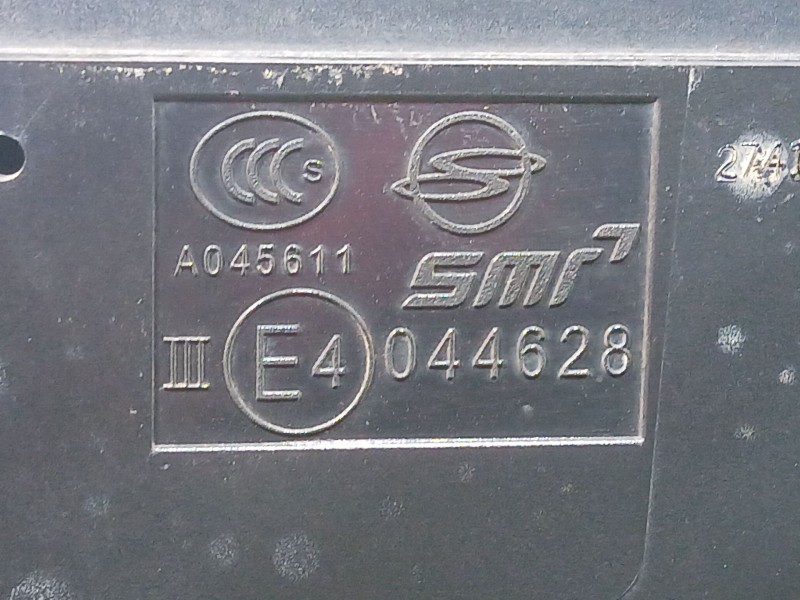 CCC S
A045611
SMR
III E4 044628